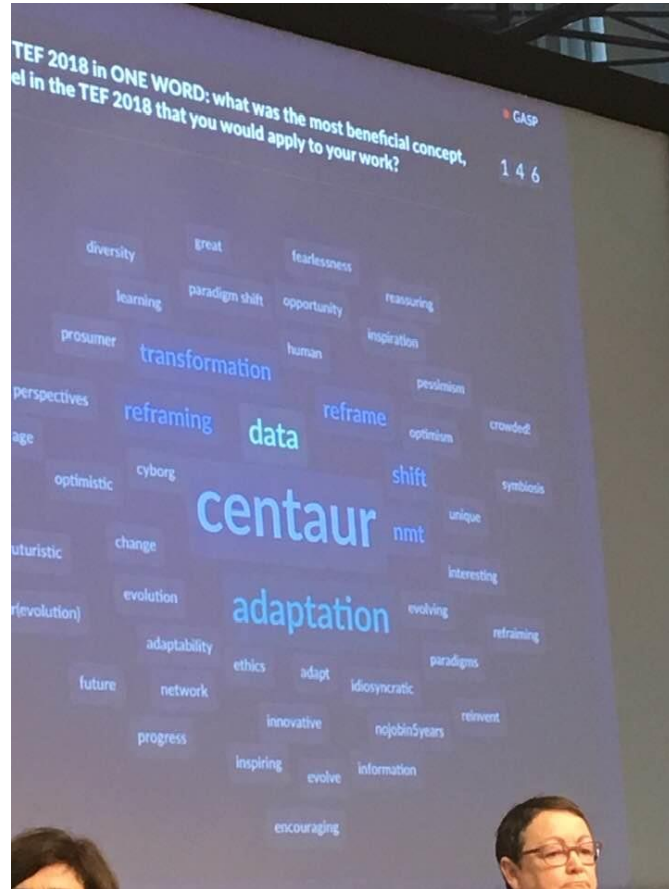 TEF 2018 in ONE WORD: what was the most beneficial concept,
el in the TEF 2018 that you would apply to your work?
GASP
146
diversity
great
fearlessness
learning
paradigm shift
opportunity
reassuring
prosumer
transformation
human
inspiration
pessimism
perspectives
reframing
data
reframe
optimism
crowded!
age
optimistic
cyborg
centaur
shift
symbiosis
unique
nmt
uturistic
change
interesting
r(evolution)
evolution
adaptation
evolving
refraiming
adaptability
ethics
adapt
paradigms
future
network
idiosyncratic
innovative
nojobin5years
reinvent
progress
inspiring
evolve
information
encouraging